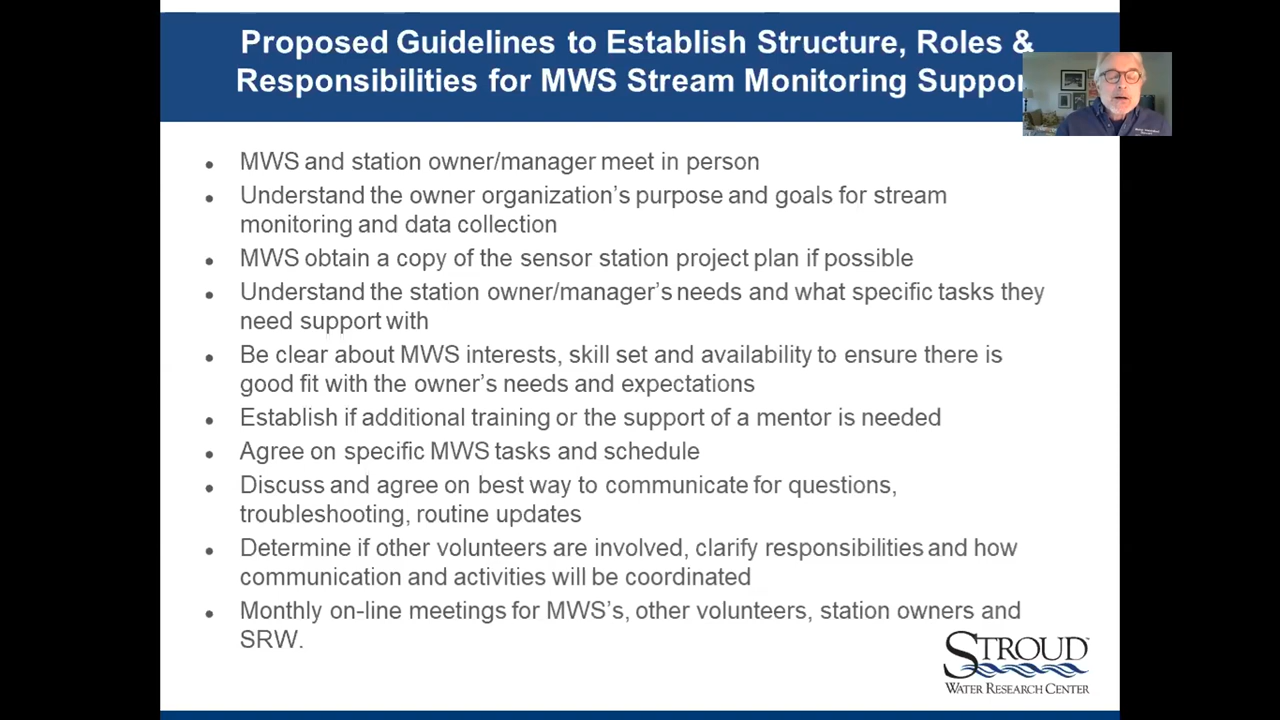 Proposed Guidelines to Establish Structure, Roles &
Responsibilities for MWS Stream Monitoring Suppor
• MWS and station owner/manager meet in person
• Understand the owner organization’s purpose and goals for stream
monitoring and data collection
• MWS obtain a copy of the sensor station project plan if possible
• Understand the station owner/manager’s needs and what specific tasks they
need support with
• Be clear about MWS interests, skill set and availability to ensure there is
good fit with the owner’s needs and expectations
• Establish if additional training or the support of a mentor is needed
• Agree on specific MWS tasks and schedule
• Discuss and agree on best way to communicate for questions,
troubleshooting, routine updates
• Determine if other volunteers are involved, clarify responsibilities and how
communication and activities will be coordinated
• Monthly on-line meetings for MWS’s, other volunteers, station owners and
SRW.
STROUD
WATER RESEARCH CENTER